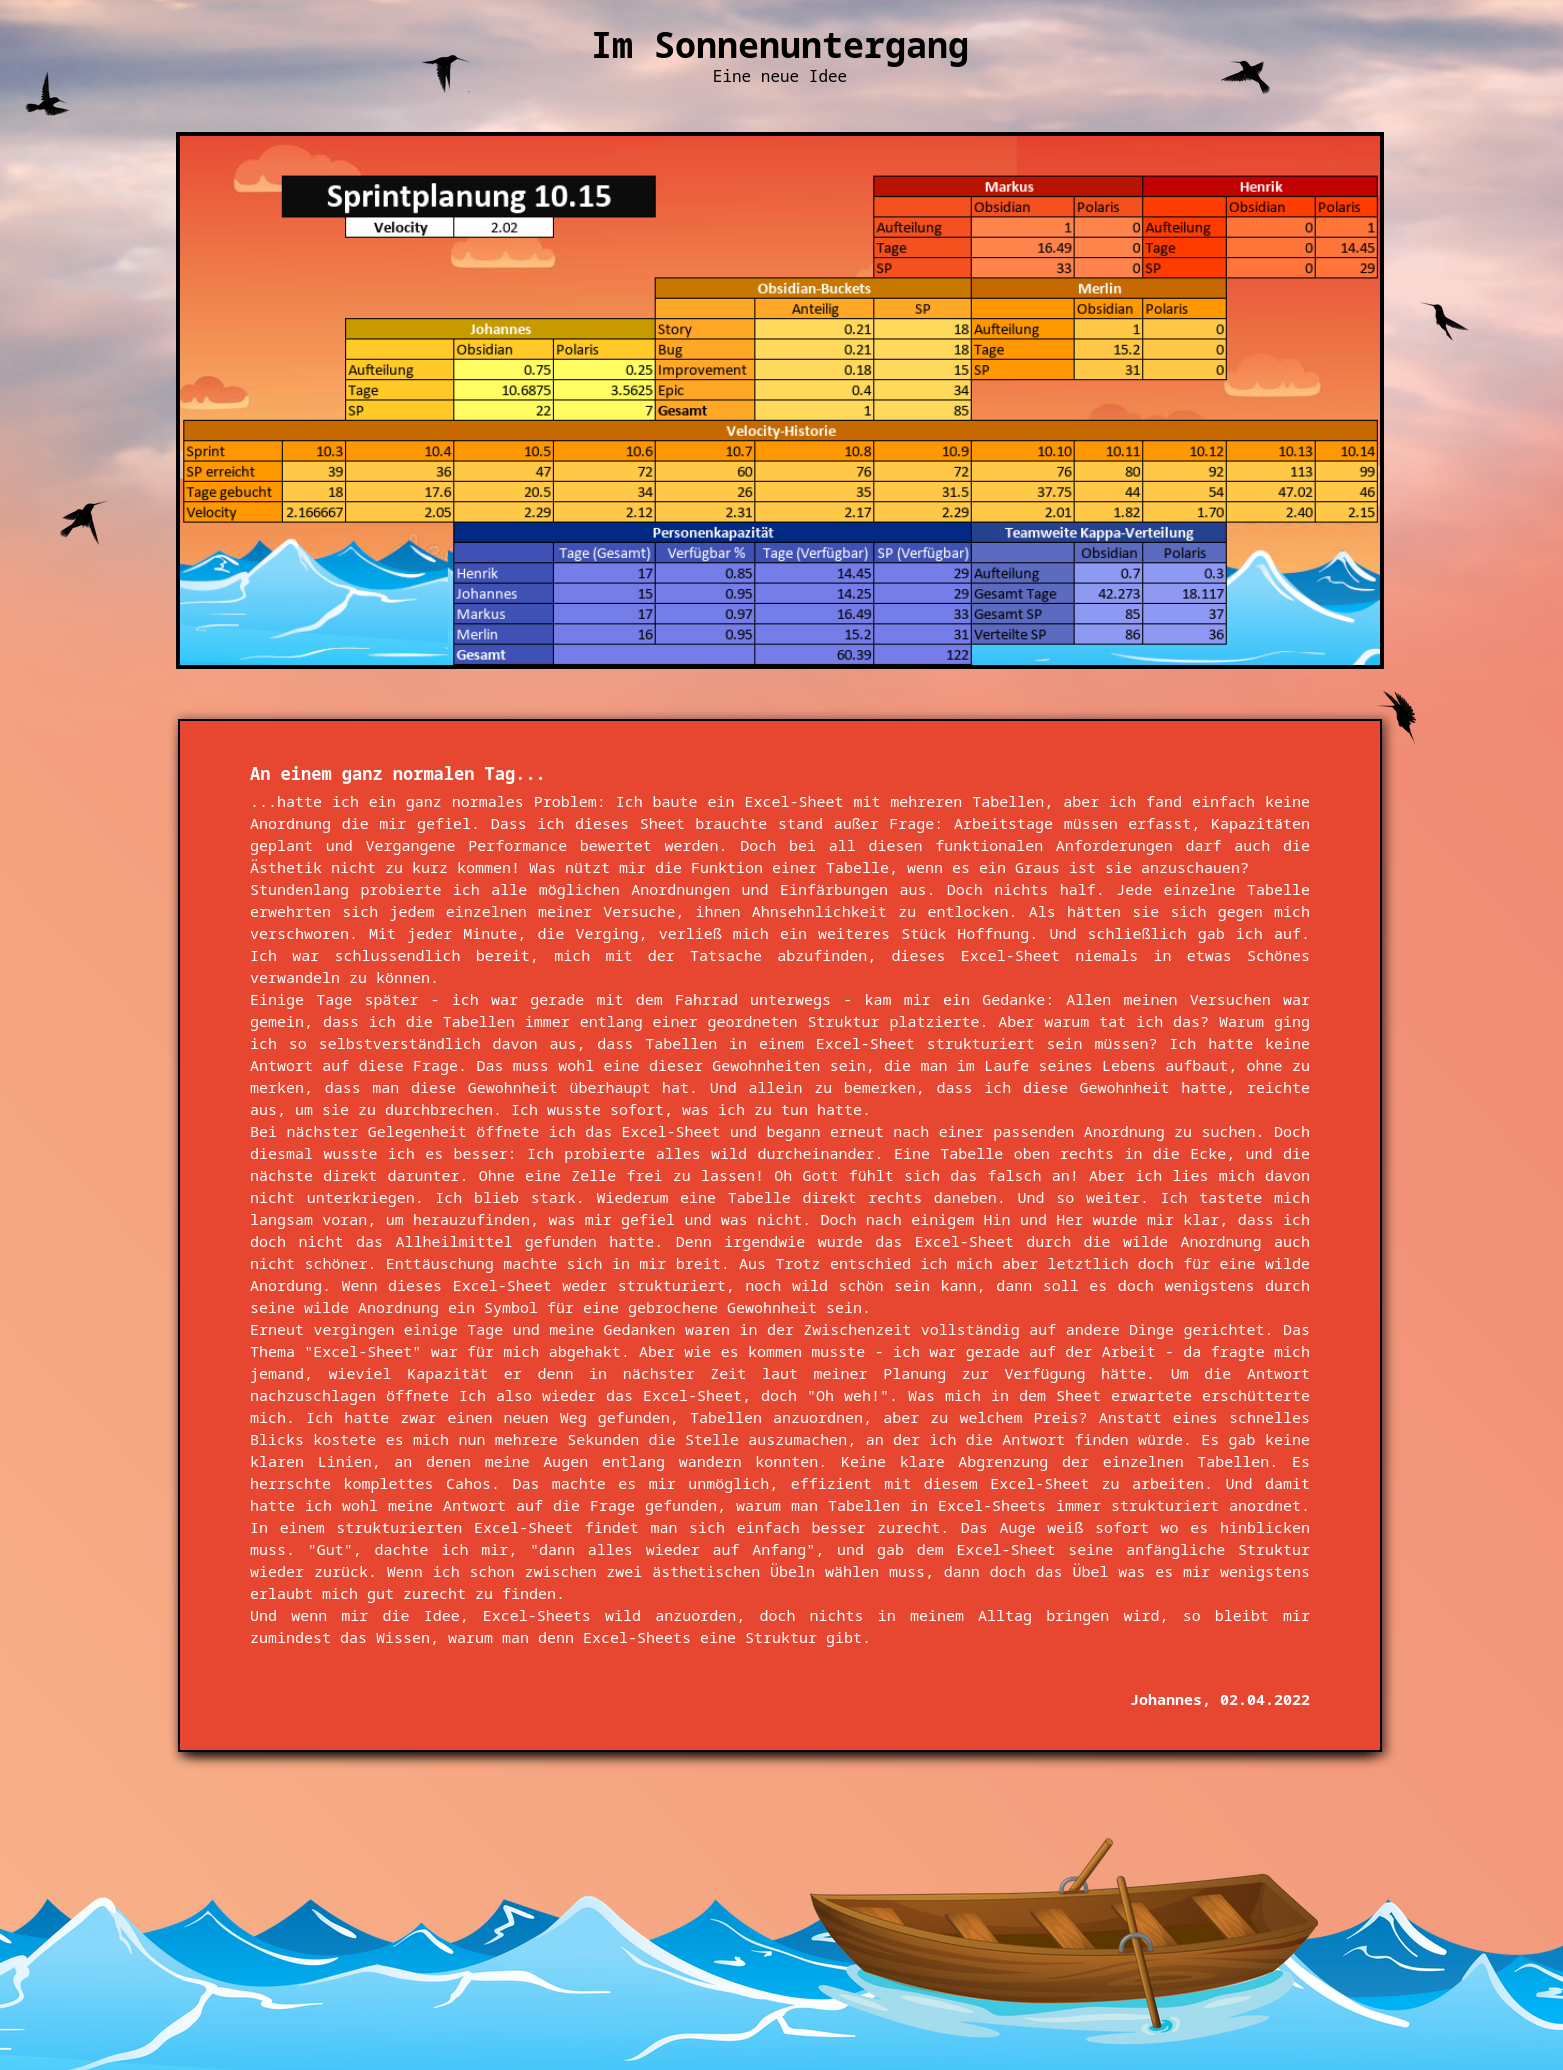 Im Sonnenuntergang
Eine neue Idee
Sprintplanung 10.15
Velocity 2.02
Markus Henrik
Obsidian Polaris Obsidian Polaris
Aufteilung 1 0 Aufteilung 0 1
Tage 16.49 0 Tage 0 14.45
SP 33 0 SP 0 29
Obsidian-Buckets Merlin
Anteilig SP Obsidian Polaris
Johannes Story 0.21 18 Aufteilung 1 0
Obsidian Polaris Bug 0.21 18 Tage 15.2 0
Aufteilung 0.75 0.25 Improvement 0.18 15 SP 31 0
Tage 10.6875 3.5625 Epic 0.4 34
SP 22 7 Gesamt 1 85
Velocity-Historie
Sprint 10.3 10.4 10.5 10.6 10.7 10.8 10.9 10.10 10.11 10.12 10.13 10.14
SP erreicht 39 36 47 72 60 76 72 76 80 92 113 99
Tage gebucht 18 17.6 20.5 34 26 35 31.5 37.75 44 54 47.02 46
Velocity 2.166667 2.05 2.29 2.12 2.31 2.17 2.29 2.01 1.82 1.70 2.40 2.15
Personenkapazität Teamweite Kappa-Verteilung
Tage (Gesamt) Verfügbar % Tage (Verfügbar) SP (Verfügbar) Obsidian Polaris
Henrik 17 0.85 14.45 29 Aufteilung 0.7 0.3
Johannes 15 0.95 14.25 29 Gesamt Tage 42.273 18.117
Markus 17 0.97 16.49 33 Gesamt SP 85 37
Merlin 16 0.95 15.2 31 Verteilte SP 86 36
Gesamt 60.39 122
An einem ganz normalen Tag...
...hatte ich ein ganz normales Problem: Ich baute ein Excel-Sheet mit mehreren Tabellen, aber ich fand einfach keine
Anordnung die mir gefiel. Dass ich dieses Sheet brauchte stand außer Frage: Arbeitstage müssen erfasst, Kapazitäten
geplant und Vergangene Performance bewertet werden. Doch bei all diesen funktionalen Anforderungen darf auch die
Ästhetik nicht zu kurz kommen! Was nützt mir die Funktion einer Tabelle, wenn es ein Graus ist sie anzuschauen?
Stundenlang probierte ich alle möglichen Anordnungen und Einfärbungen aus. Doch nichts half. Jede einzelne Tabelle
erwehrten sich jedem einzelnen meiner Versuche, ihnen Ahnsehnlichkeit zu entlocken. Als hätten sie sich gegen mich
verschworen. Mit jeder Minute, die Verging, verließ mich ein weiteres Stück Hoffnung. Und schließlich gab ich auf.
Ich war schlussendlich bereit, mich mit der Tatsache abzufinden, dieses Excel-Sheet niemals in etwas Schönes
verwandeln zu können.
Einige Tage später - ich war gerade mit dem Fahrrad unterwegs - kam mir ein Gedanke: Allen meinen Versuchen war
gemein, dass ich die Tabellen immer entlang einer geordneten Struktur platzierte. Aber warum tat ich das? Warum ging
ich so selbstverständlich davon aus, dass Tabellen in einem Excel-Sheet strukturiert sein müssen? Ich hatte keine
Antwort auf diese Frage. Das muss wohl eine dieser Gewohnheiten sein, die man im Laufe seines Lebens aufbaut, ohne zu
merken, dass man diese Gewohnheit überhaupt hat. Und allein zu bemerken, dass ich diese Gewohnheit hatte, reichte
aus, um sie zu durchbrechen. Ich wusste sofort, was ich zu tun hatte.
Bei nächster Gelegenheit öffnete ich das Excel-Sheet und begann erneut nach einer passenden Anordnung zu suchen. Doch
diesmal wusste ich es besser: Ich probierte alles wild durcheinander. Eine Tabelle oben rechts in die Ecke, und die
nächste direkt darunter. Ohne eine Zelle frei zu lassen! Oh Gott fühlt sich das falsch an! Aber ich lies mich davon
nicht unterkriegen. Ich blieb stark. Wiederum eine Tabelle direkt rechts daneben. Und so weiter. Ich tastete mich
langsam voran, um herauzufinden, was mir gefiel und was nicht. Doch nach einigem Hin und Her wurde mir klar, dass ich
doch nicht das Allheilmittel gefunden hatte. Denn irgendwie wurde das Excel-Sheet durch die wilde Anordnung auch
nicht schöner. Enttäuschung machte sich in mir breit. Aus Trotz entschied ich mich aber letztlich doch für eine wilde
Anordung. Wenn dieses Excel-Sheet weder strukturiert, noch wild schön sein kann, dann soll es doch wenigstens durch
seine wilde Anordnung ein Symbol für eine gebrochene Gewohnheit sein.
Erneut vergingen einige Tage und meine Gedanken waren in der Zwischenzeit vollständig auf andere Dinge gerichtet. Das
Thema "Excel-Sheet" war für mich abgehakt. Aber wie es kommen musste - ich war gerade auf der Arbeit - da fragte mich
jemand, wieviel Kapazität er denn in nächster Zeit laut meiner Planung zur Verfügung hätte. Um die Antwort
nachzuschlagen öffnete Ich also wieder das Excel-Sheet, doch "Oh weh!". Was mich in dem Sheet erwartete erschütterte
mich. Ich hatte zwar einen neuen Weg gefunden, Tabellen anzuordnen, aber zu welchem Preis? Anstatt eines schnelles
Blicks kostete es mich nun mehrere Sekunden die Stelle auszumachen, an der ich die Antwort finden würde. Es gab keine
klaren Linien, an denen meine Augen entlang wandern konnten. Keine klare Abgrenzung der einzelnen Tabellen. Es
herrschte komplettes Cahos. Das machte es mir unmöglich, effizient mit diesem Excel-Sheet zu arbeiten. Und damit
hatte ich wohl meine Antwort auf die Frage gefunden, warum man Tabellen in Excel-Sheets immer strukturiert anordnet.
In einem strukturierten Excel-Sheet findet man sich einfach besser zurecht. Das Auge weiß sofort wo es hinblicken
muss. "Gut", dachte ich mir, "dann alles wieder auf Anfang", und gab dem Excel-Sheet seine anfängliche Struktur
wieder zurück. Wenn ich schon zwischen zwei ästhetischen Übeln wählen muss, dann doch das Übel was es mir wenigstens
erlaubt mich gut zurecht zu finden.
Und wenn mir die Idee, Excel-Sheets wild anzuorden, doch nichts in meinem Alltag bringen wird, so bleibt mir
zumindest das Wissen, warum man denn Excel-Sheets eine Struktur gibt.
Johannes, 02.04.2022